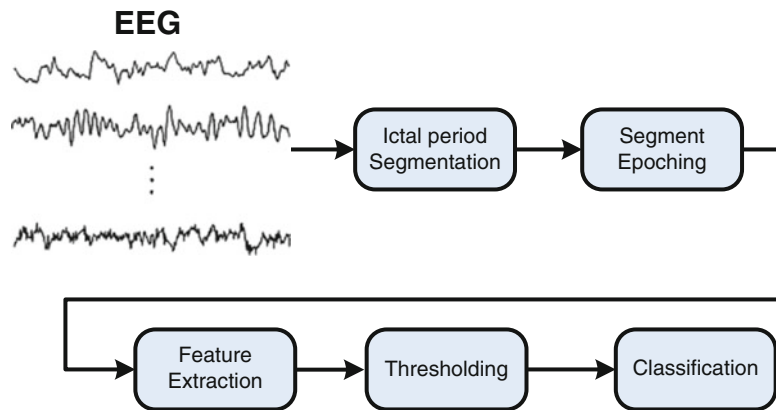 EEG
Ictal period
Segmentation
Segment
Epoching
Feature
Extraction
Thresholding
Classification